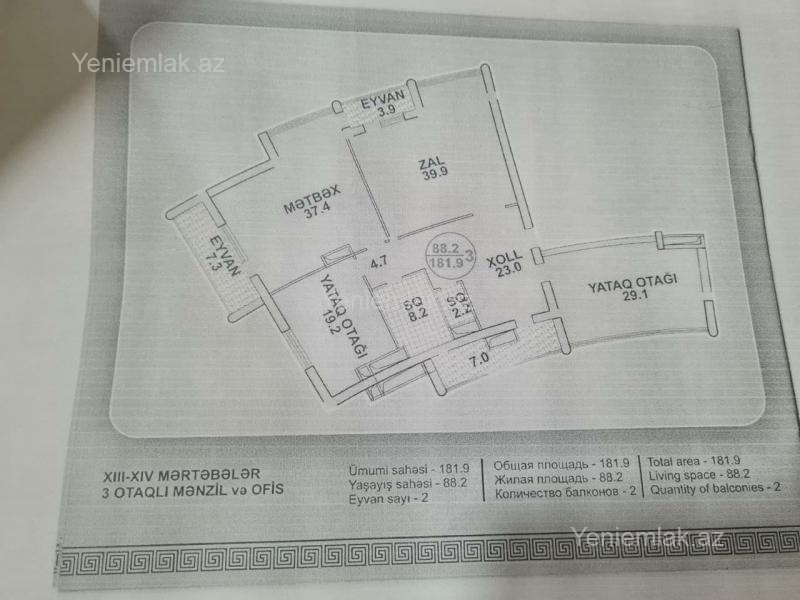 Yeniemlak.az
EYVAN
3.9
ZAL
39.9
MƏTBƏX
37.4
EYVAN
7.3
88.2
181.9
3
4.7
XOLL
23.0
YATAQ OTAĞI
29.1
YATAQ OTAĞI
19.2
SQ
8.2
SQ
7.0
Yeniemlak.az
XIII-XIV MƏRTƏBƏLƏR
3 OTAQLI MƏNZİL və OFİS
Ümumi sahəsi - 181.9
Yaşayış sahəsi - 88.2
Eyvan sayı - 2
Общая площадь - 181.9
Жилая площадь - 88.2
Количество балконов - 2
Total area - 181.9
Living space - 88.2
Quantity of balconies - 2
Yeniemlak.az